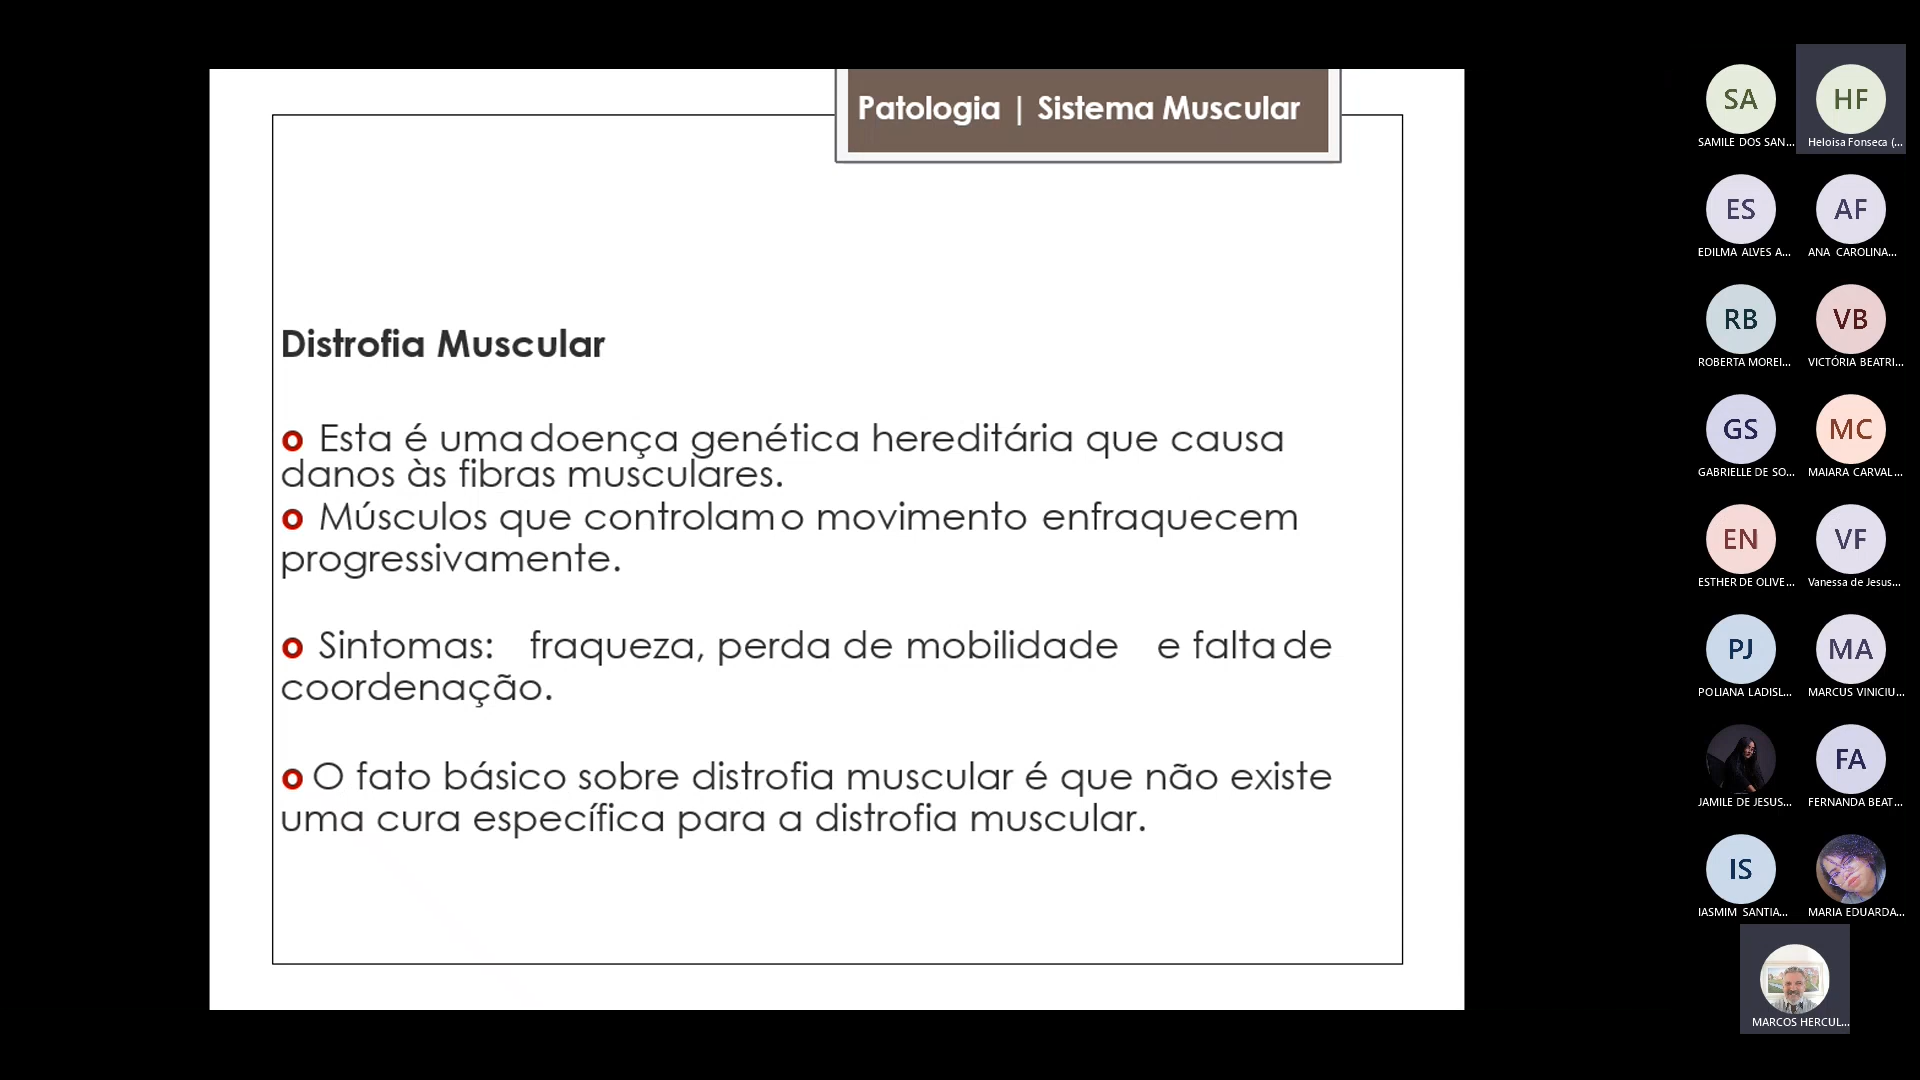 Patologia | Sistema Muscular
Distrofia Muscular
o Esta é uma doença genética hereditária que causa
danos às fibras musculares.
o Músculos que controlam o movimento enfraquecem
progressivamente.
o Sintomas: fraqueza, perda de mobilidade e falta de
coordenação.
o O fato básico sobre distrofia muscular é que não existe
uma cura específica para a distrofia muscular.
SA
SAMILE DOS SAN...
HF
Heloisa Fonseca (...
ES
EDILMA ALVES A...
AF
ANA CAROLINA...
RB
ROBERTA MOREI...
VB
VICTÓRIA BEATRI...
GS
GABRIELLE DE SO...
MC
MAIARA CARVAL...
EN
ESTHER DE OLIVE...
VF
Vanessa de Jesus...
PJ
POLIANA LADISL...
MA
MARCUS VINICIU...
JAMILE DE JESUS...
FA
FERNANDA BEAT...
IS
IASMIM SANTIA...
MARIA EDUARDA...
MARCOS HERCUL...